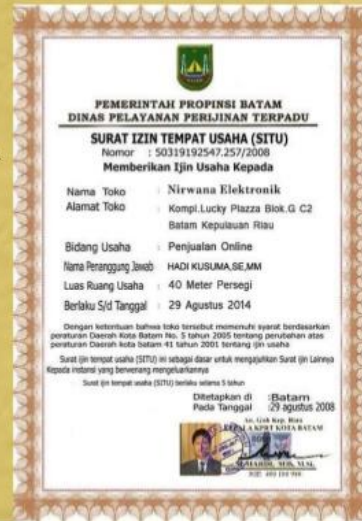 PEMERINTAH PROPINSI BATAM
DINAS PELAYANAN PERIJINAN TERPADU
SURAT IZIN TEMPAT USAHA (SITU)
Nomor : 50319192547.257/2008
Memberikan Ijin Usaha Kepada
Nama Toko : Nirwana Elektronik
Alamat Toko : Kompl.Lucky Plazza Blok.G C2
Batam Kepulauan Riau
Bidang Usaha : Penjualan Online
Nama Penanggung Jawab : HADI KUSUMA,SE,MM
Luas Ruang Usaha : 40 Meter Persegi
Berlaku S/d Tanggal : 29 Agustus 2014
Dengan ketentuan bahwa toko tersebut memenuhi syarat berdasarkan
peraturan Daerah Kota Batam No. 5 tahun 2005 tentang perubahan atas
peraturan Daerah kota batam 41 tahun 2001 tentang ijin usaha
Surat ijin tempat usaha (SITU) ini sebagai dasar untuk mengajuhkan Surat ijin Lainnya
Kepada instansi yang berwenang mengeluarkannya
Surat ijin tempat usaha (SITU) berlaku selama 5 tahun
Ditetapkan di :Batam
Pada Tanggal :29 agustus 2008
KOTA BATAM